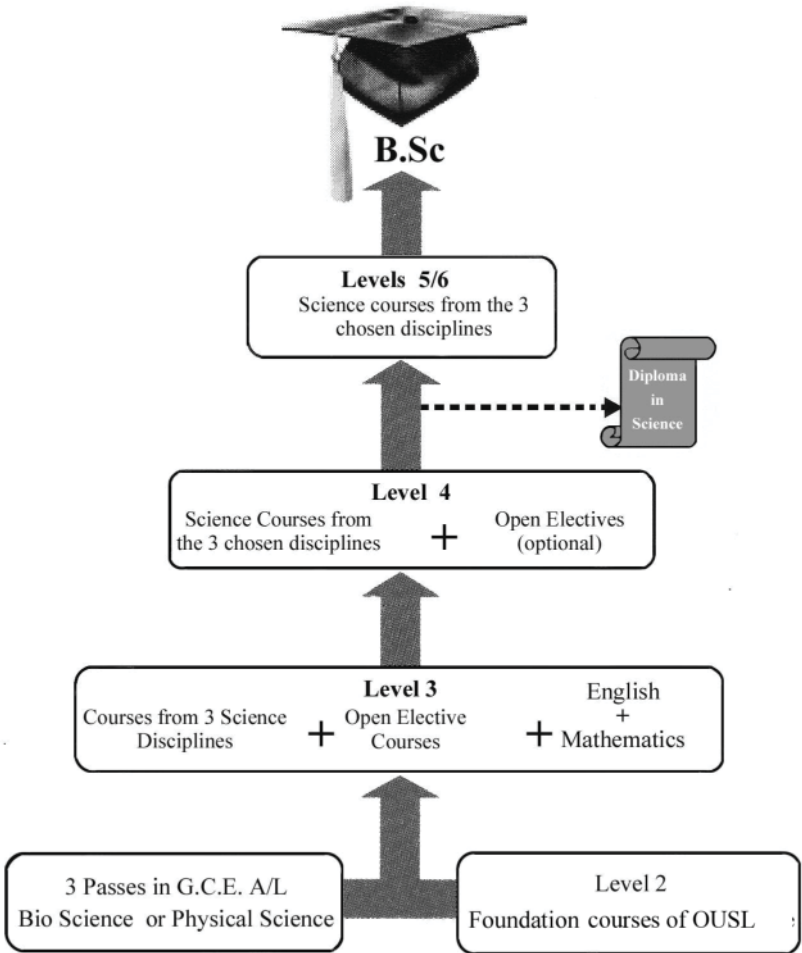 B.Sc
Levels 5/6
Science courses from the 3
chosen disciplines
Diploma
in
Science
Level 4
Science Courses from
the 3 chosen disciplines
+
Open Electives
(optional)
Level 3
Courses from 3 Science
Disciplines
+
Open Elective
Courses
+
English
+
Mathematics
3 Passes in G.C.E. A/L
Bio Science or Physical Science
Level 2
Foundation courses of OUSL